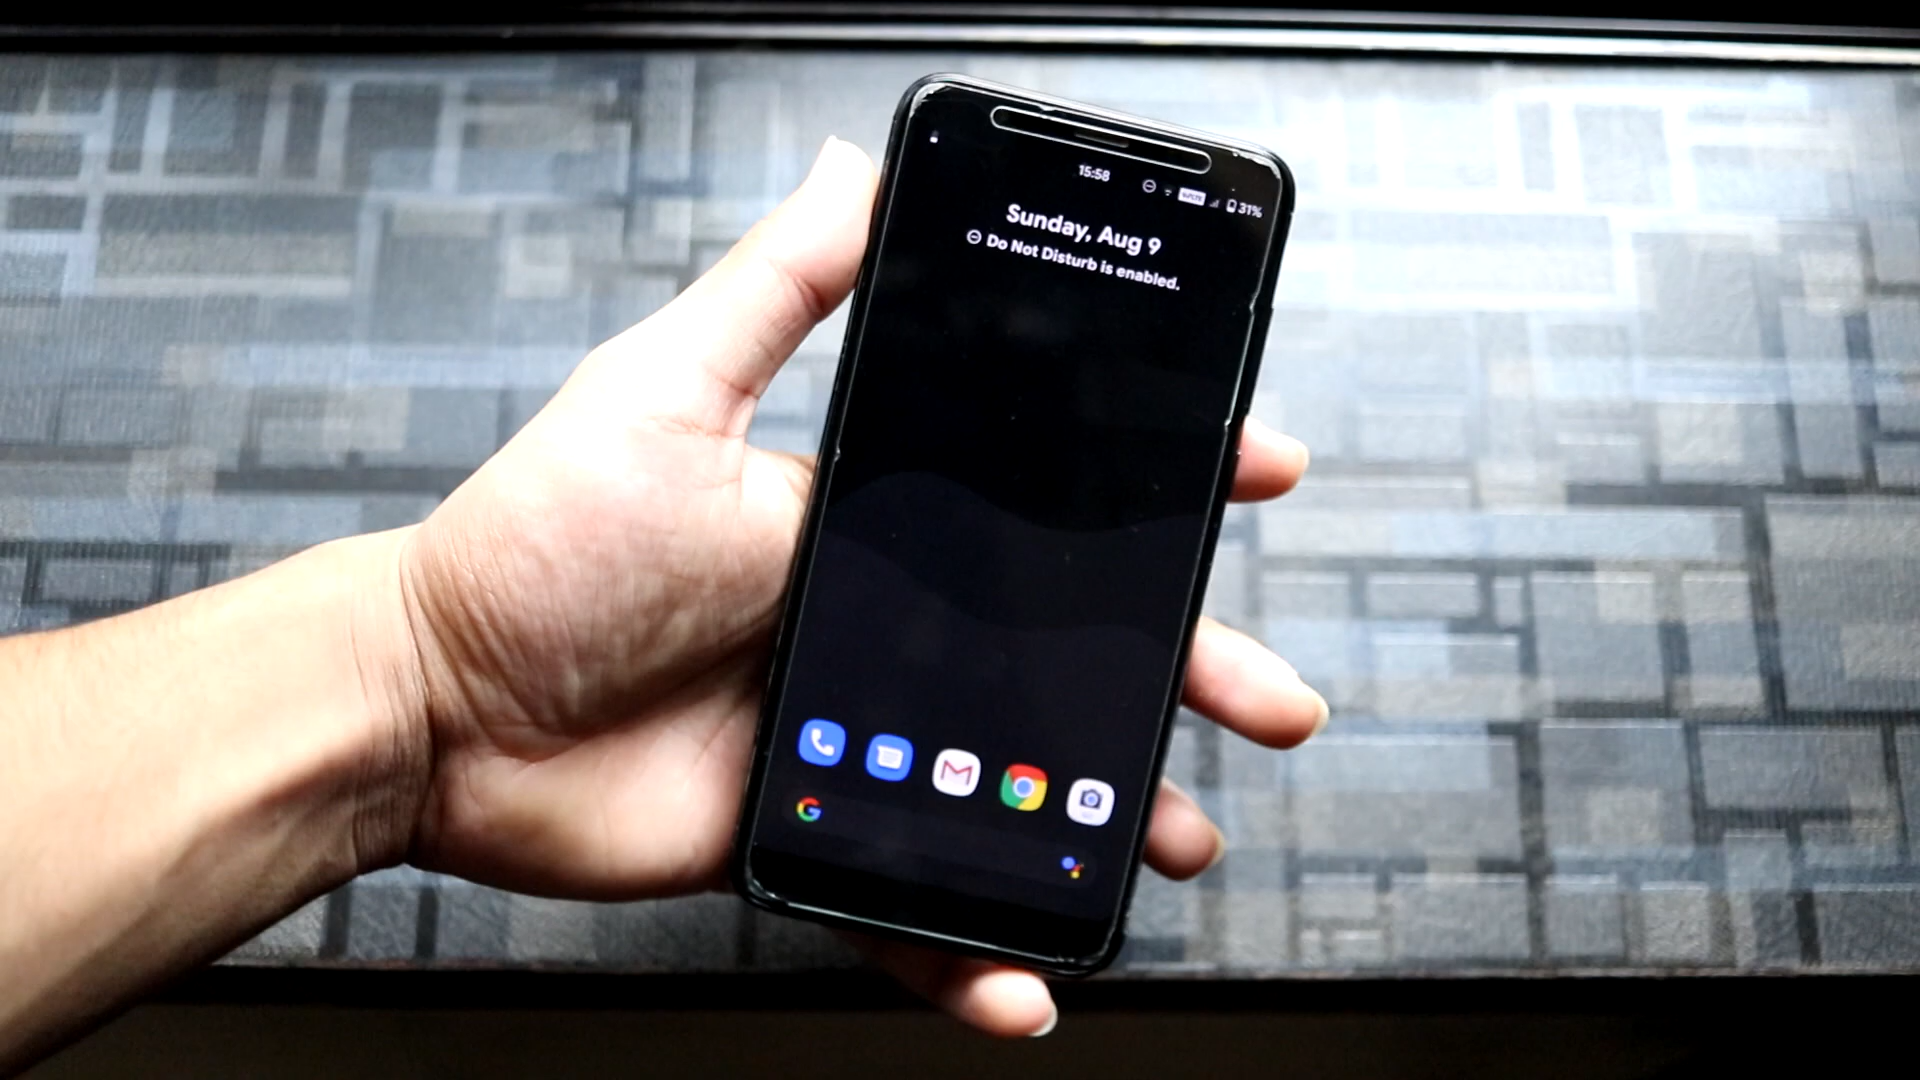 15:58
31%
Sunday, Aug 9
Do Not Disturb is enabled.